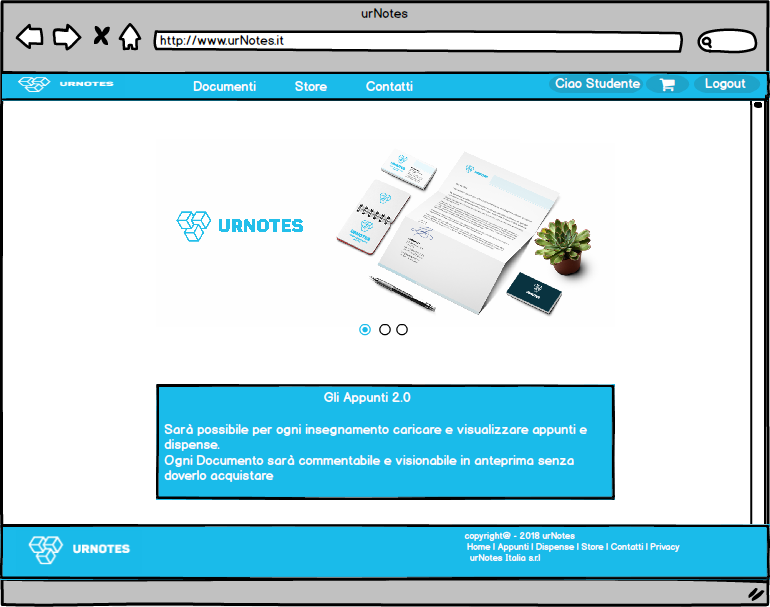 urNotes
http://www.urNotes.it
URNOTES
Documenti
Store
Contatti
Ciao Studente
Logout
URNOTES
URNOTES
Gli Appunti 2.0
Sarà possibile per ogni insegnamento caricare e visualizzare appunti e
dispense.
Ogni Documento sarà commentabile e visionabile in anteprima senza
doverlo acquistare
URNOTES
copyright@ - 2018 urNotes
Home | Appunti | Dispense | Store | Contatti | Privacy
urNotes Italia s.r.l